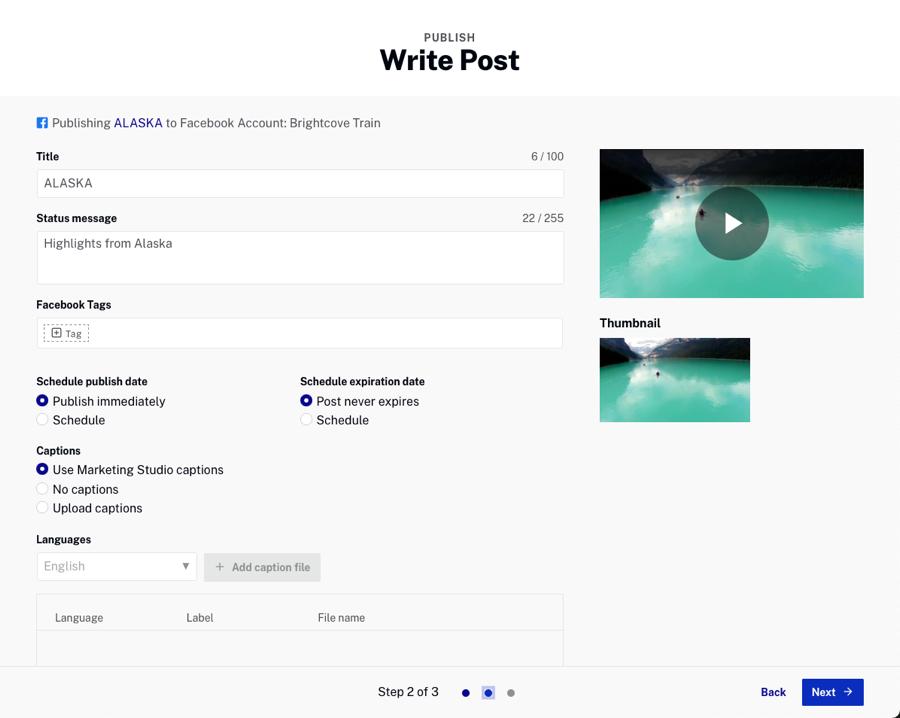 PUBLISH
Write Post
Publishing ALASKA to Facebook Account: Brightcove Train
Title 6 / 100
ALASKA
Status message 22 / 255
Highlights from Alaska
Facebook Tags
Tag
Thumbnail
Schedule publish date Schedule expiration date
Publish immediately Post never expires
Schedule Schedule
Captions
Use Marketing Studio captions
No captions
Upload captions
Languages
English + Add caption file
Language Label File name
Step 2 of 3 Back Next →